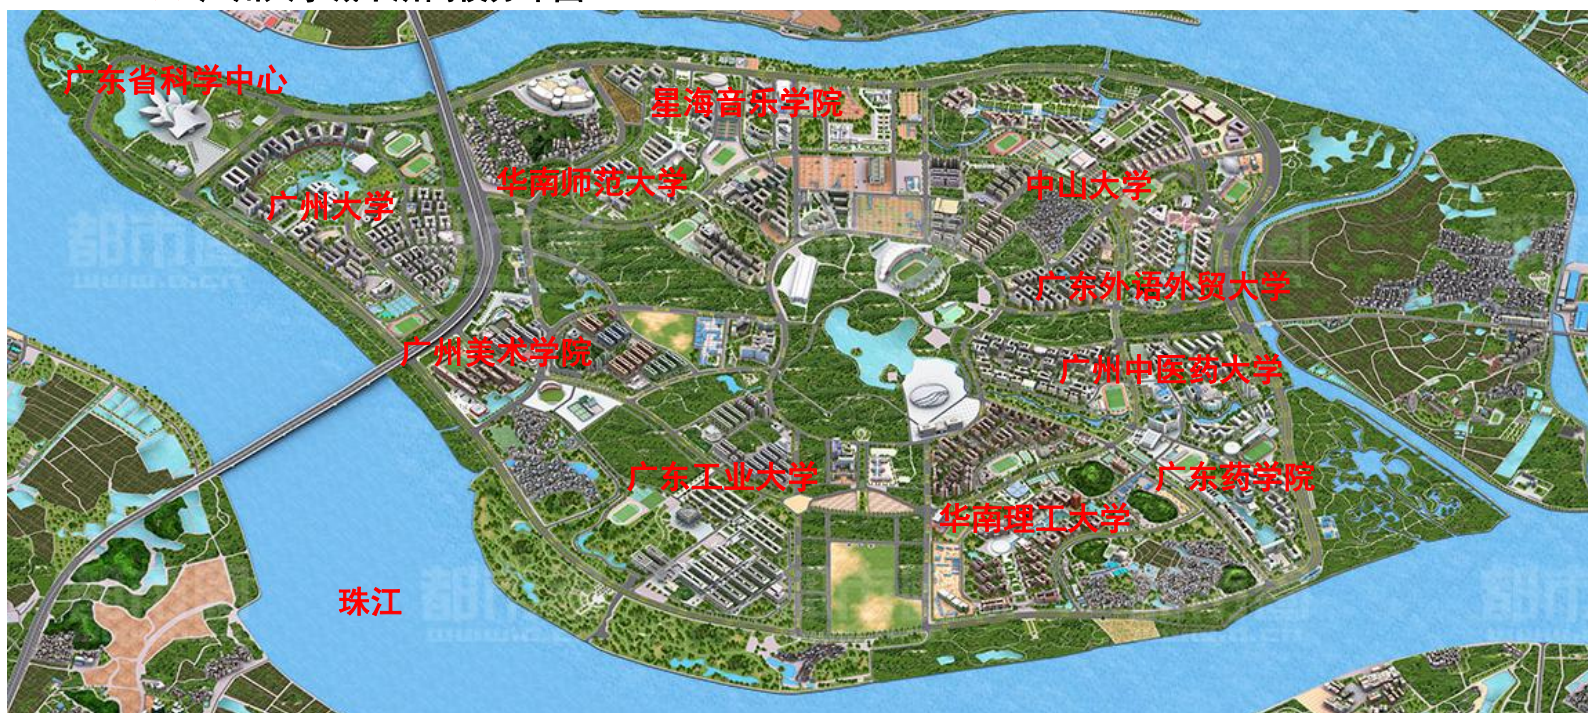 广东省科学中心
星海音乐学院
华南师范大学
中山大学
广州大学
广东外语外贸大学
广州美术学院
广州中医药大学
广东工业大学
广东药学院
华南理工大学
珠江